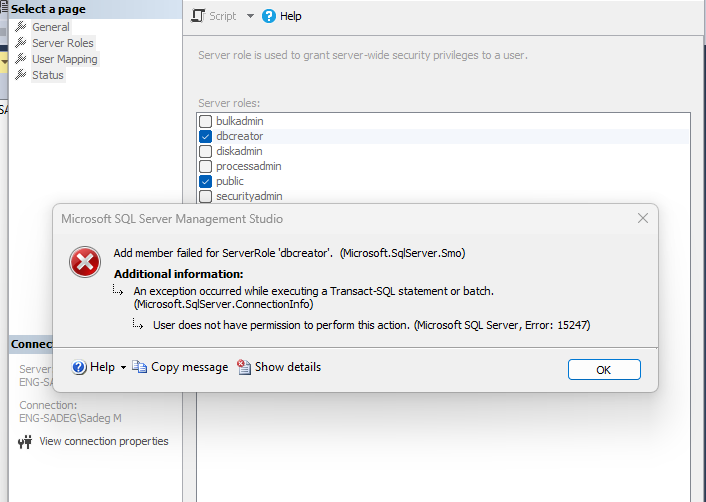 Select a page
General
Server Roles
User Mapping
Status
Script
Help
Server role is used to grant server-wide security privileges to a user.
Server roles:
bulkadmin
dbcreator
diskadmin
processadmin
public
securityadmin
Microsoft SQL Server Management Studio
Add member failed for ServerRole 'dbcreator'. (Microsoft.SqlServer.Smo)
Additional information:
An exception occurred while executing a Transact-SQL statement or batch.
(Microsoft.SqlServer.ConnectionInfo)
User does not have permission to perform this action. (Microsoft SQL Server, Error: 15247)
Help
Copy message
Show details
OK
Connec
Server
ENG-SA
Connection:
ENG-SADEG\Sadeg M
View connection properties